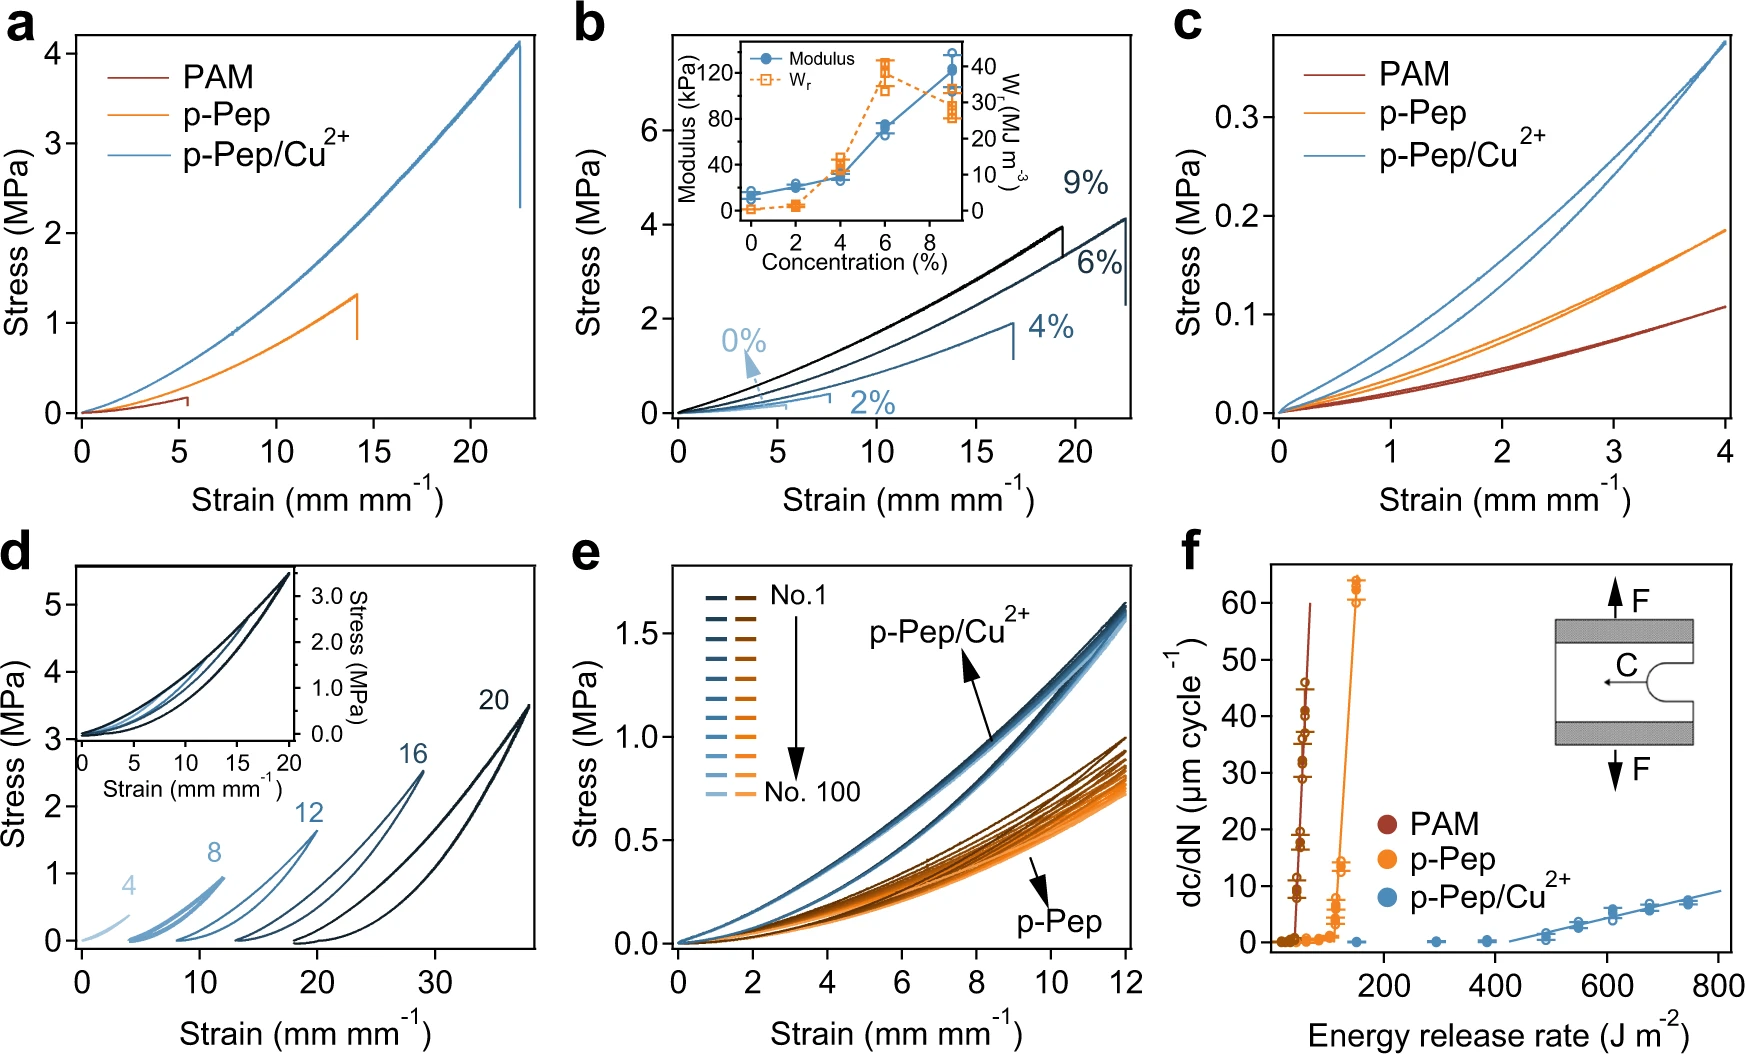 a
Stress (MPa)
4
3
2
1
0
PAM
p-Pep
p-Pep/Cu2+
0 5 10 15 20
Strain (mm mm-1)
b
Stress (MPa)
6
4
2
0
Modulus (kPa)
120
80
40
0
Modulus
Wr
40
30
20
10
0
Wr (MJ m-3)
0 2 4 6 8
Concentration (%)
9%
6%
4%
2%
0%
0 5 10 15 20
Strain (mm mm-1)
c
Stress (MPa)
0.3
0.2
0.1
0.0
PAM
p-Pep
p-Pep/Cu2+
0 1 2 3 4
Strain (mm mm-1)
d
Stress (MPa)
5
4
3
2
1
0
3.0
2.0
1.0
0.0
Stress (MPa)
0 5 10 15 20
Strain (mm mm-1)
4
8
12
16
20
0 10 20 30
Strain (mm mm-1)
e
Stress (MPa)
1.5
1.0
0.5
0.0
No.1
No. 100
p-Pep/Cu2+
p-Pep
0 2 4 6 8 10 12
Strain (mm mm-1)
f
dc/dN (µm cycle-1)
60
50
40
30
20
10
0
F
C
F
PAM
p-Pep
p-Pep/Cu2+
200 400 600 800
Energy release rate (J m-2)